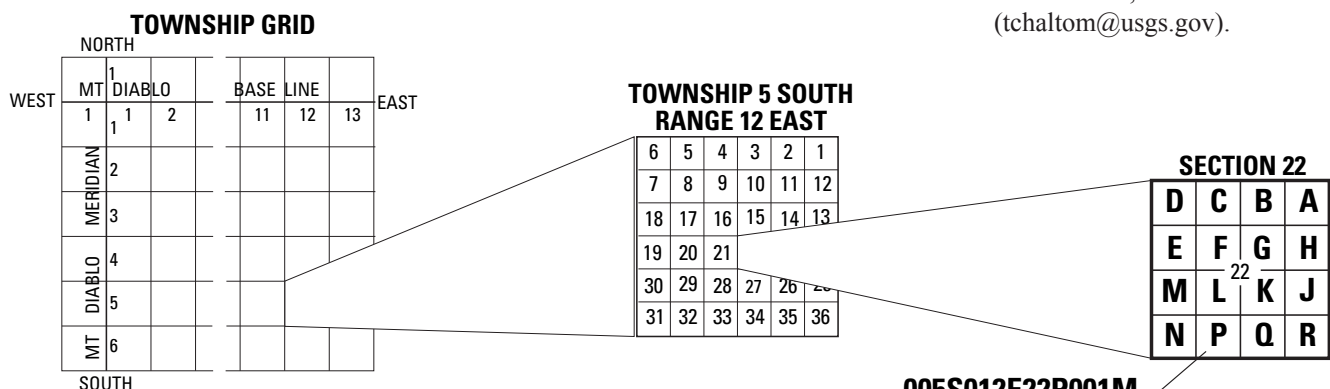 (tchaltom@usgs.gov).
TOWNSHIP GRID
NORTH
1
MT DIABLO BASE LINE
WEST
EAST
1 1 2 11 12 13
1
2
3
4
5
6
MT DIABLO MERIDIAN
SOUTH
TOWNSHIP 5 SOUTH
RANGE 12 EAST
6 5 4 3 2 1
7 8 9 10 11 12
18 17 16 15 14 13
19 20 21
30 29 28 27 26
31 32 33 34 35 36
SECTION 22
D C B A
E F G H
22
M L K J
N P Q R